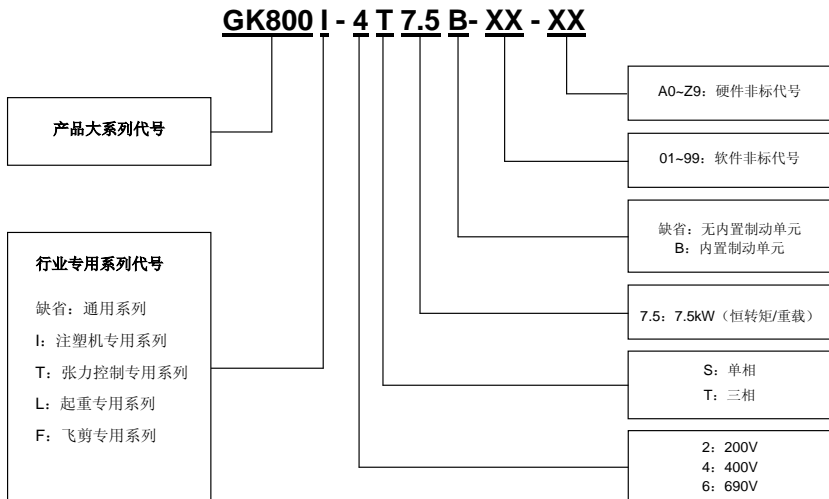 GK800 I - 4 T 7.5 B- XX - XX
产品大系列代号
行业专用系列代号
缺省：通用系列
I：注塑机专用系列
T：张力控制专用系列
L：起重专用系列
F：飞剪专用系列
A0~Z9：硬件非标代号
01~99：软件非标代号
缺省：无内置制动单元
B：内置制动单元
7.5：7.5kW（恒转矩/重载）
S：单相
T：三相
2：200V
4：400V
6：690V